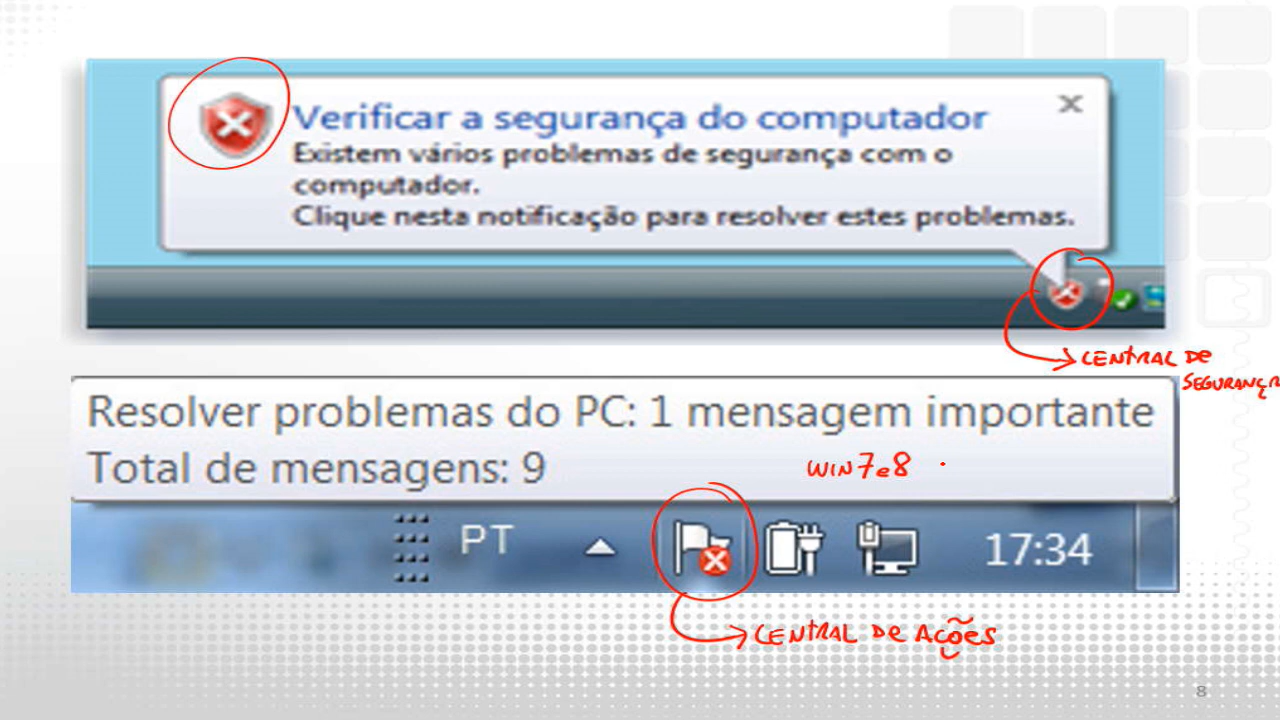 Verificar a segurança do computador
Existem vários problemas de segurança com o
computador.
Clique nesta notificação para resolver estes problemas.
CENTRAL DE
SEGURANÇA
Resolver problemas do PC: 1 mensagem importante
Total de mensagens: 9
WIN7e8
PT
17:34
CENTRAL DE AÇÕES
8